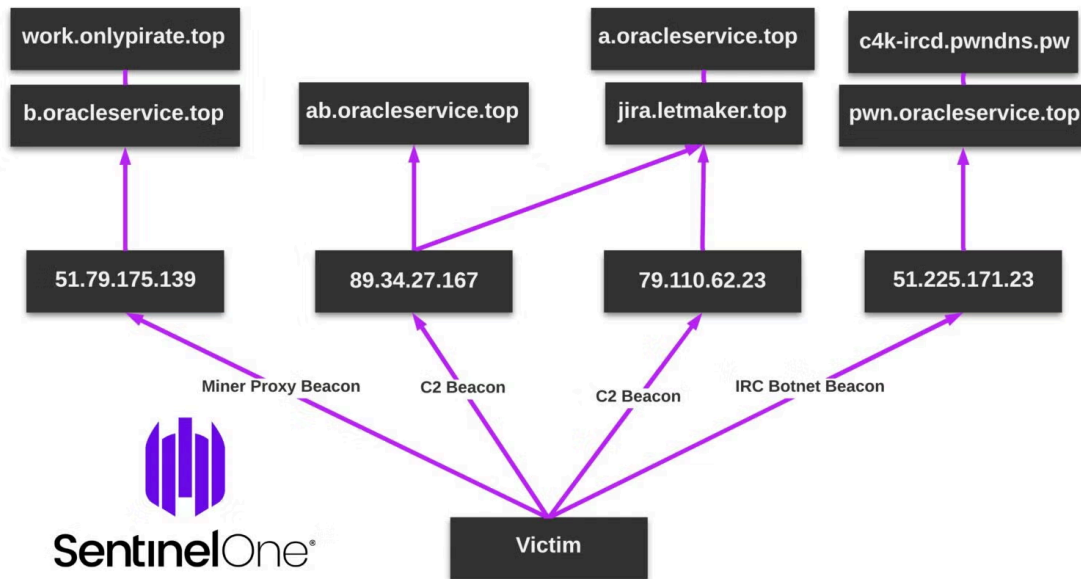 work.onlypirate.top
a.oracleservice.top
c4k-ircd.pwndns.pw
b.oracleservice.top
ab.oracleservice.top
jira.letmaker.top
pwn.oracleservice.top
51.79.175.139
89.34.27.167
79.110.62.23
51.225.171.23
Miner Proxy Beacon
C2 Beacon
C2 Beacon
IRC Botnet Beacon
SentinelOne®
Victim